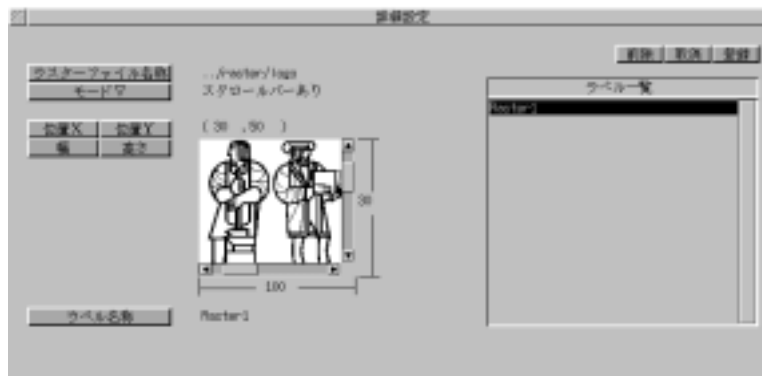 詳細設定
削除 取消 登録
ラスターファイル名称 ../raster/logo
モード▽ スクロールバーあり
ラベル一覧
Raster1
位置X 位置Y ( 30 ,50 )
幅 高さ
30
100
ラベル名称 Raster1